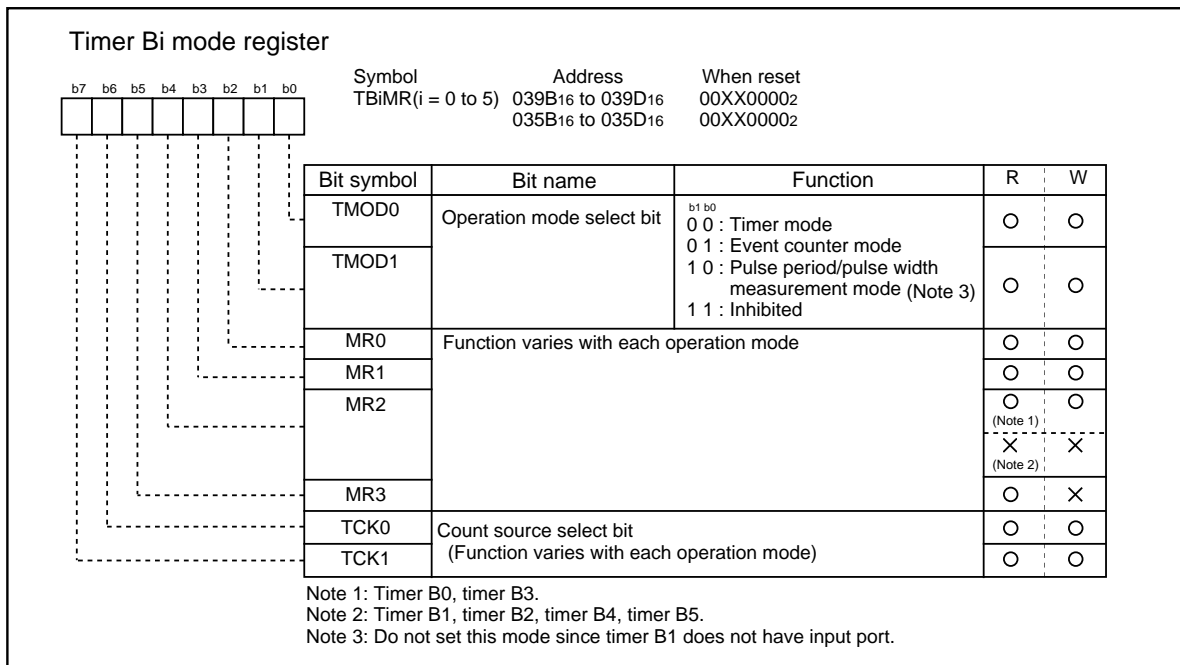 Timer Bi mode register
Symbol Address When reset
TBiMR(i = 0 to 5) 039B16 to 039D16 00XX00002
035B16 to 035D16 00XX00002
b7 b6 b5 b4 b3 b2 b1 b0
Bit symbol Bit name Function R W
TMOD0 Operation mode select bit b1 b0
0 0 : Timer mode
0 1 : Event counter mode
TMOD1 1 0 : Pulse period/pulse width
measurement mode (Note 3)
1 1 : Inhibited
MR0 Function varies with each operation mode
MR1
MR2
(Note 1)
(Note 2)
MR3
TCK0 Count source select bit
TCK1 (Function varies with each operation mode)
Note 1: Timer B0, timer B3.
Note 2: Timer B1, timer B2, timer B4, timer B5.
Note 3: Do not set this mode since timer B1 does not have input port.